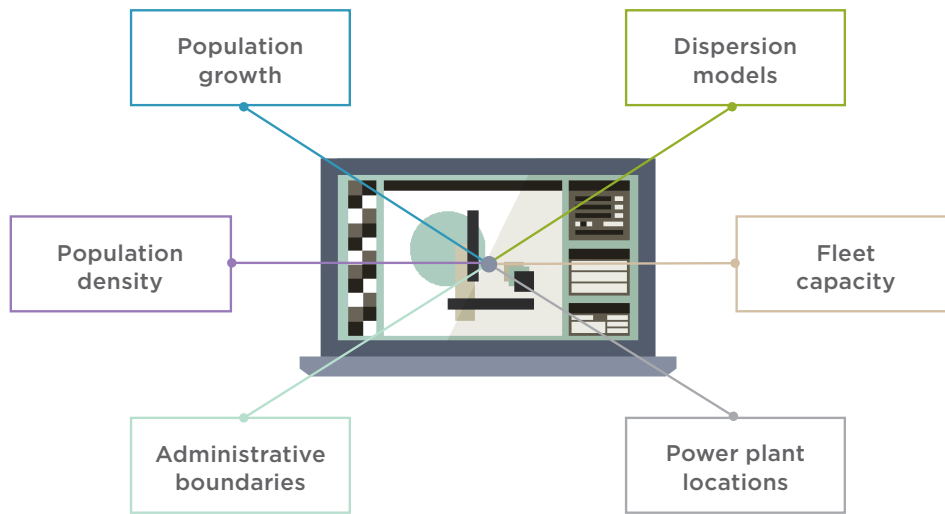 Population
growth
Dispersion
models
Population
density
Fleet
capacity
Administrative
boundaries
Power plant
locations